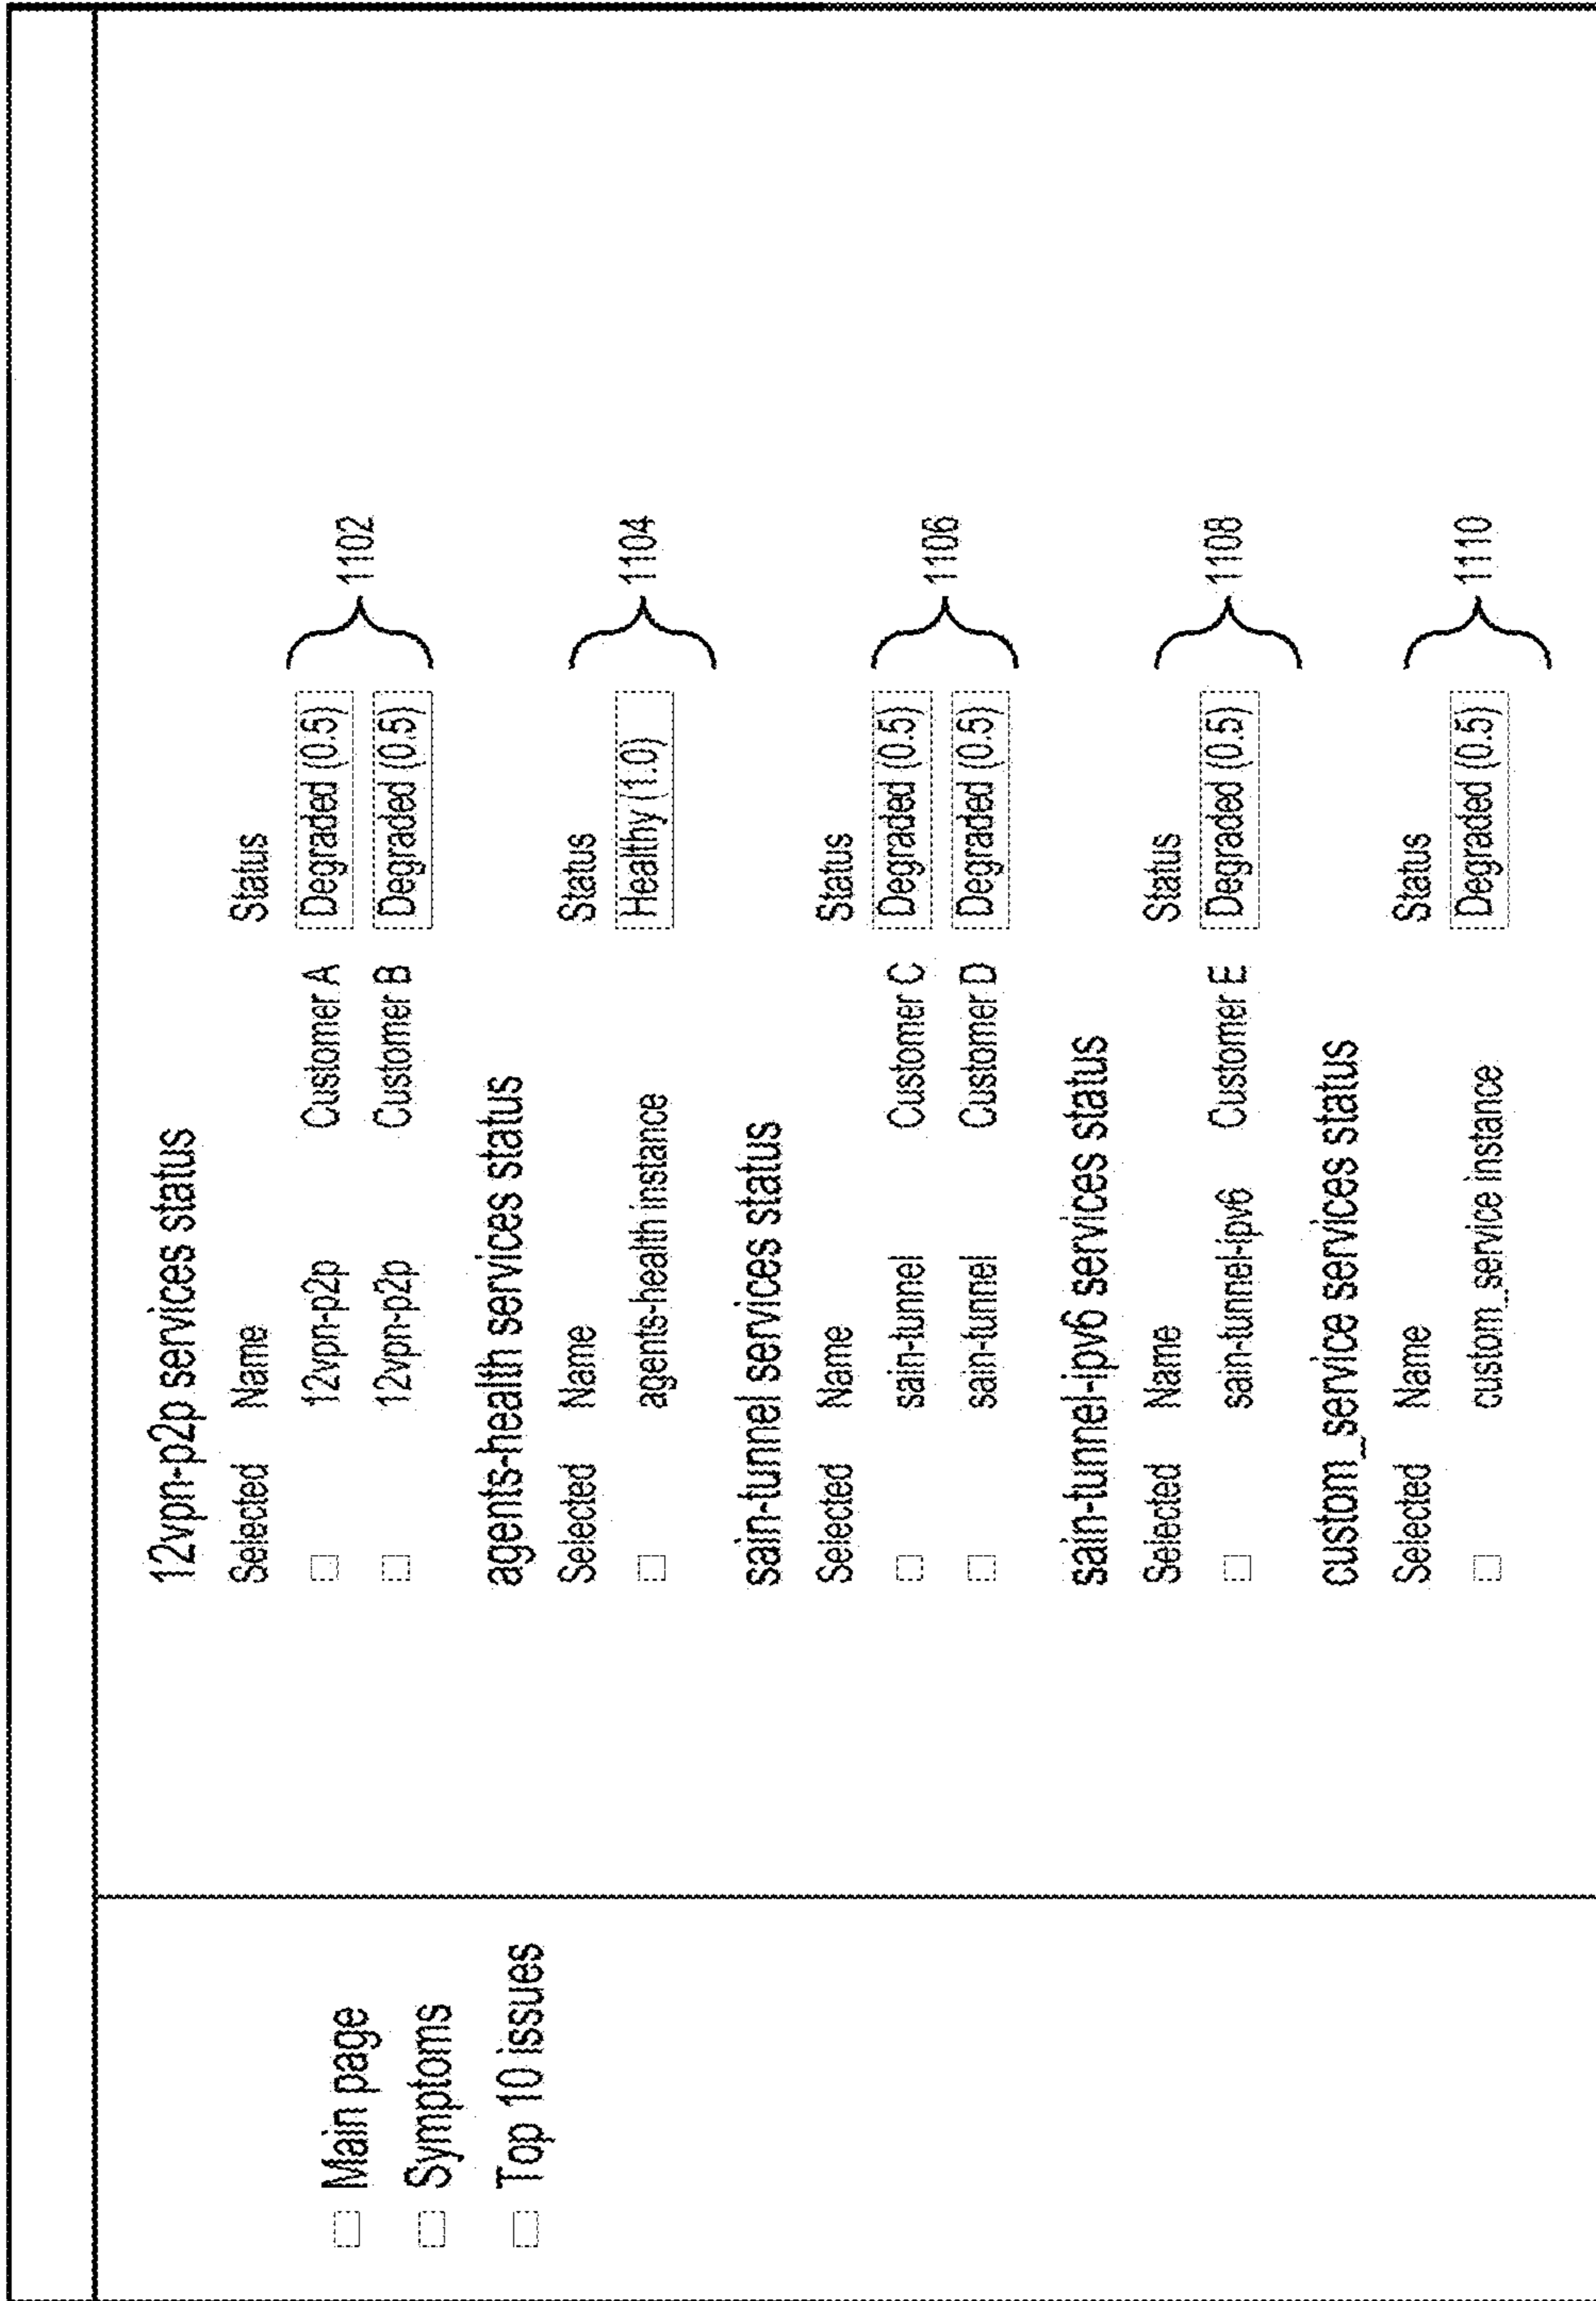 Main page
Symptoms
Top 10 issues
12vpn-p2p services status
Selected Name Status
12vpn-p2p Customer A Degraded (0.5)
12vpn-p2p Customer B Degraded (0.5)
1102
agents-health services status
Selected Name Status
agents-health instance Healthy (1.0)
1104
sain-tunnel services status
Selected Name Status
sain-tunnel Customer C Degraded (0.5)
sain-tunnel Customer D Degraded (0.5)
1106
sain-tunnel-ipv6 services status
Selected Name Status
sain-tunnel-ipv6 Customer E Degraded (0.5)
1108
custom_service services status
Selected Name Status
custom_service instance Degraded (0.5)
1110